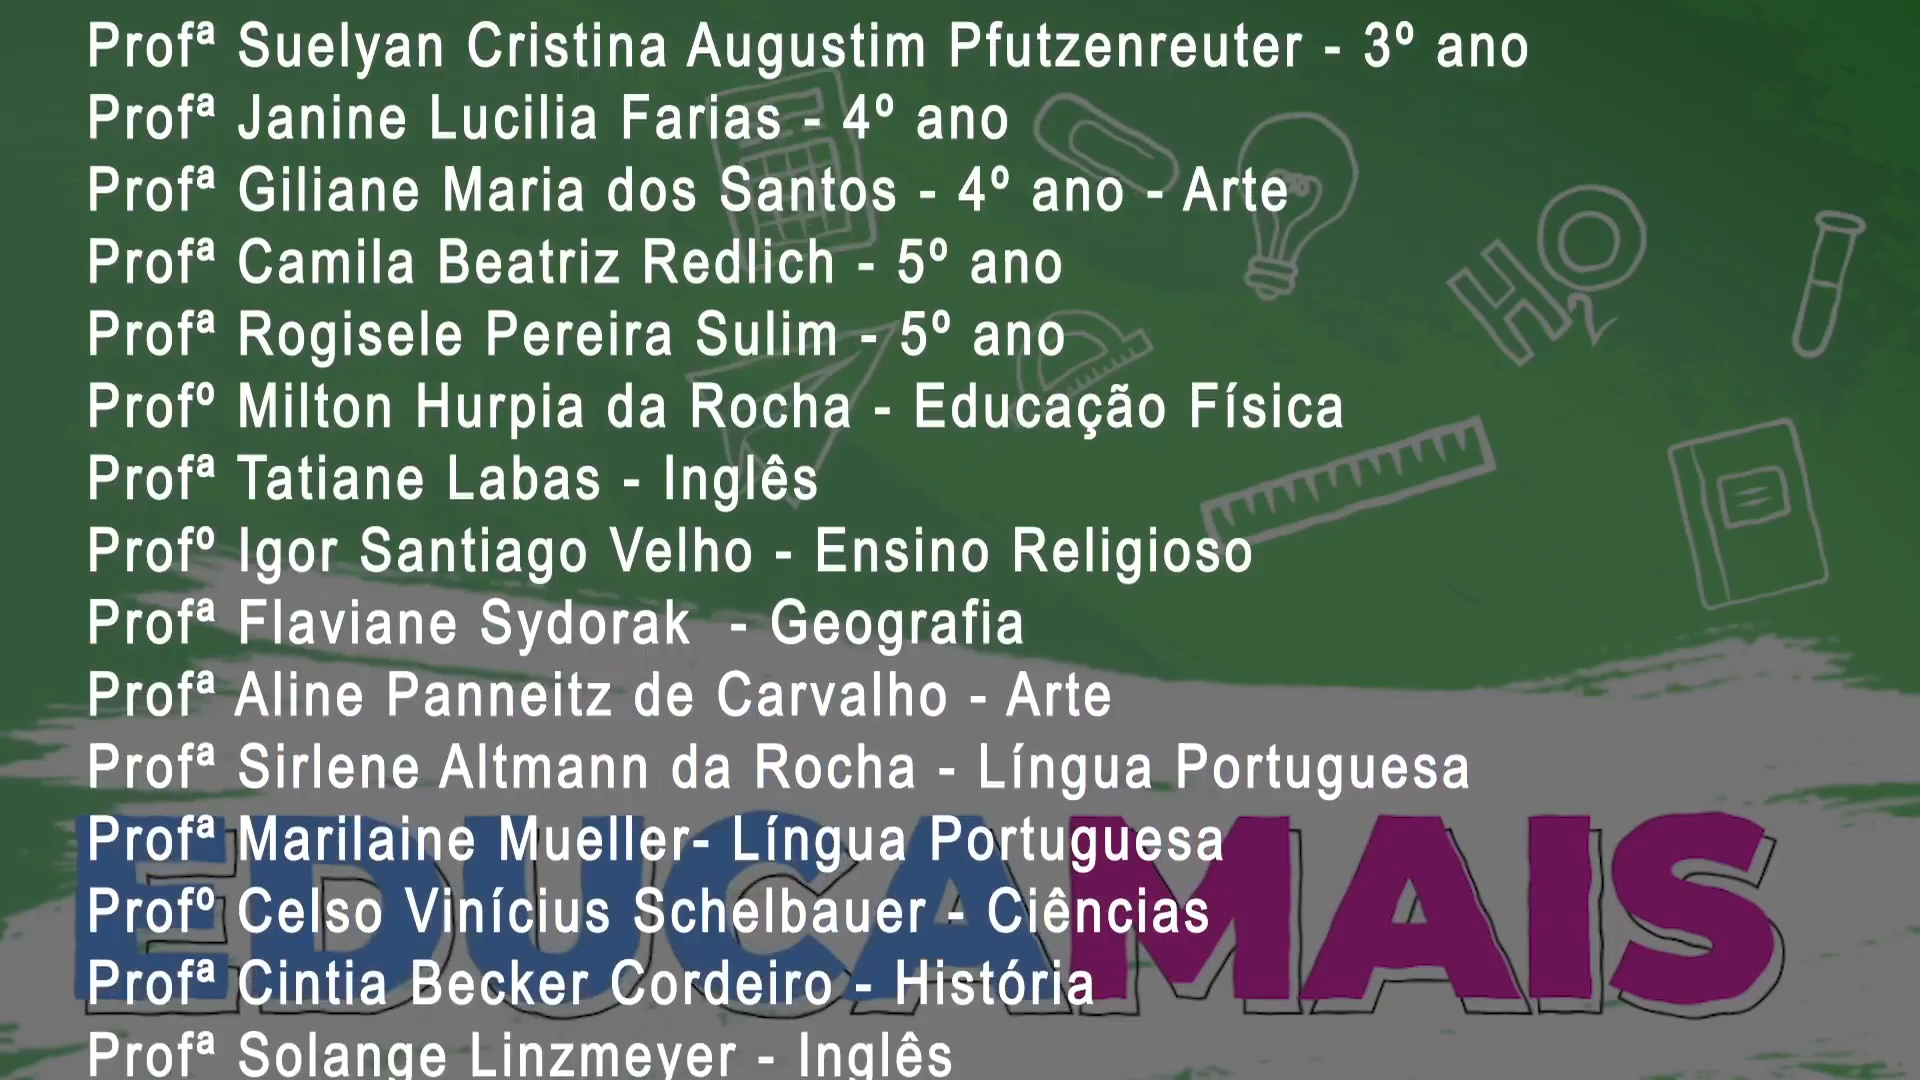 Profª Suelyan Cristina Augustim Pfutzenreuter - 3º ano
Profª Janine Lucilia Farias - 4º ano
Profª Giliane Maria dos Santos - 4º ano - Arte
Profª Camila Beatriz Redlich - 5º ano
Profª Rogisele Pereira Sulim - 5º ano
Profº Milton Hurpia da Rocha - Educação Física
Profª Tatiane Labas - Inglês
Profº Igor Santiago Velho - Ensino Religioso
Profª Flaviane Sydorak  - Geografia
Profª Aline Panneitz de Carvalho - Arte
Profª Sirlene Altmann da Rocha - Língua Portuguesa
Profª Marilaine Mueller- Língua Portuguesa
Profº Celso Vinícius Schelbauer - Ciências
Profª Cintia Becker Cordeiro - História
Profª Solange Linzmeyer - Inglês
H2O
EDUCAMAIS